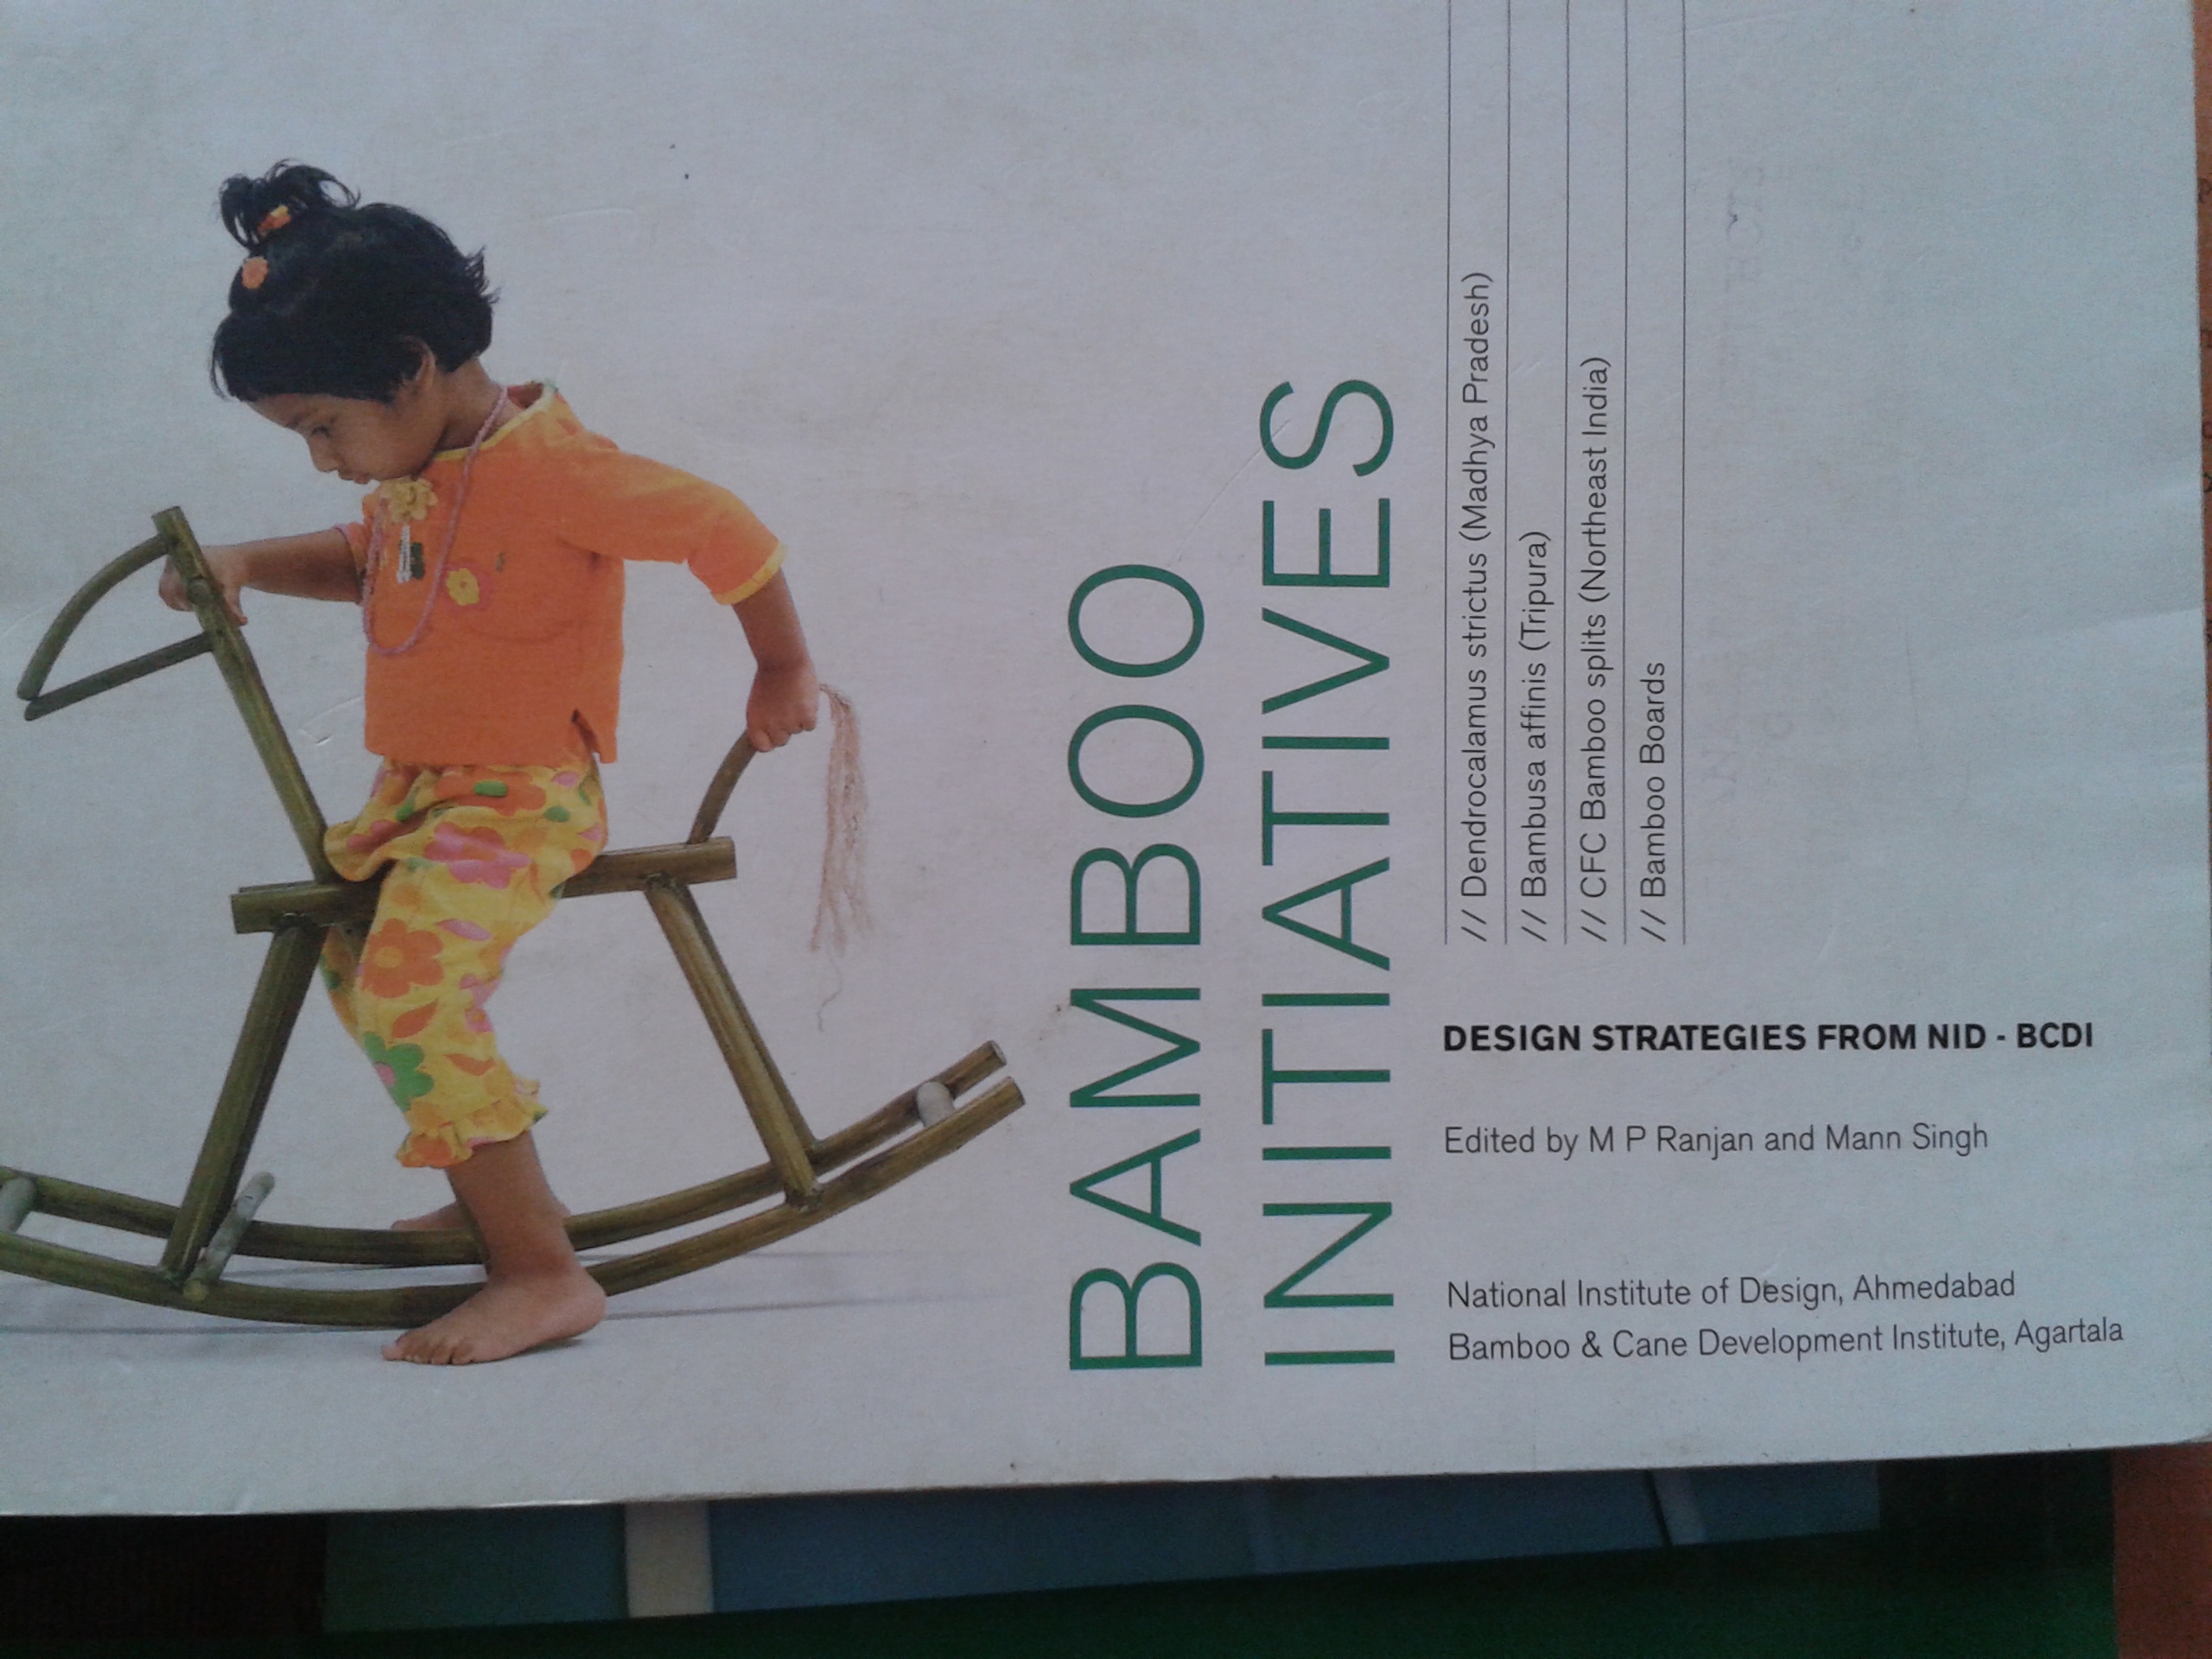 BAMBOO
INITIATIVES
// Dendrocalamus strictus (Madhya Pradesh)
// Bambusa affinis (Tripura)
// CFC Bamboo splits (Northeast India)
// Bamboo Boards
DESIGN STRATEGIES FROM NID - BCDI
Edited by M P Ranjan and Mann Singh
National Institute of Design, Ahmedabad
Bamboo & Cane Development Institute, Agartala